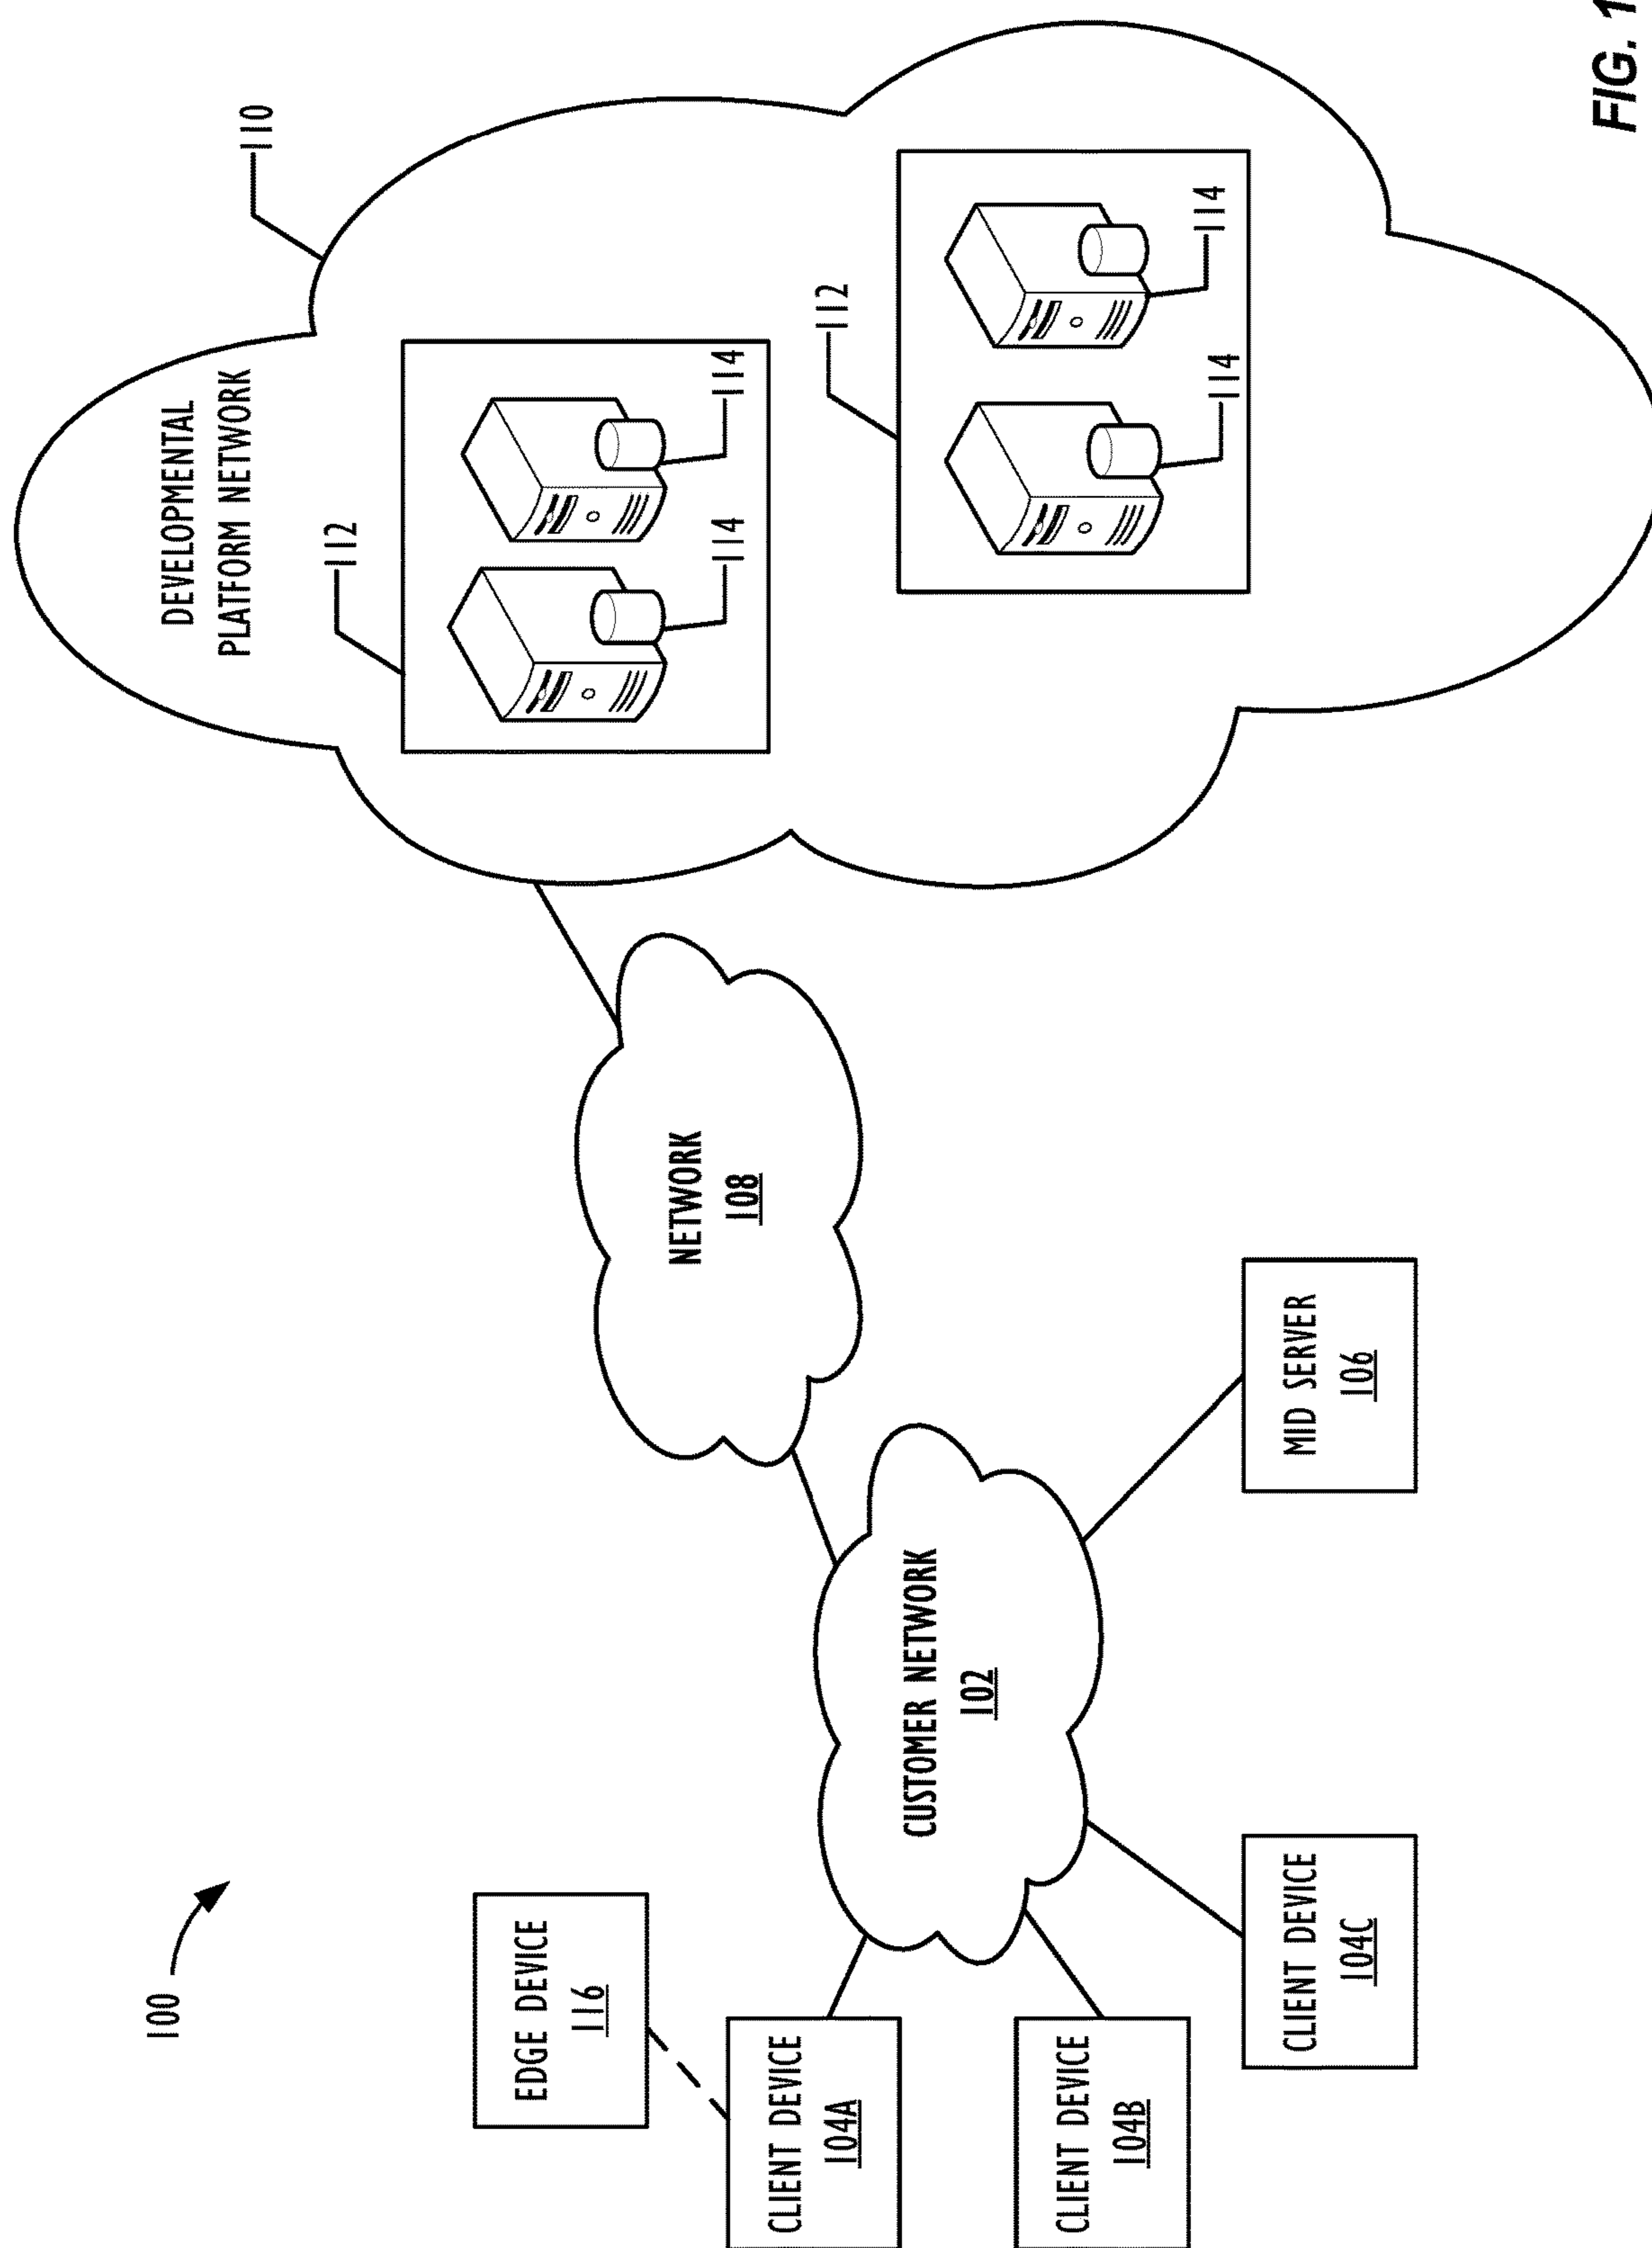 100
DEVELOPMENTAL
PLATFORM NETWORK
110
112
114
114
EDGE DEVICE
116
NETWORK
108
CLIENT DEVICE
104A
112
114
114
CUSTOMER NETWORK
102
CLIENT DEVICE
104B
CLIENT DEVICE
104C
MID SERVER
106
FIG. 1